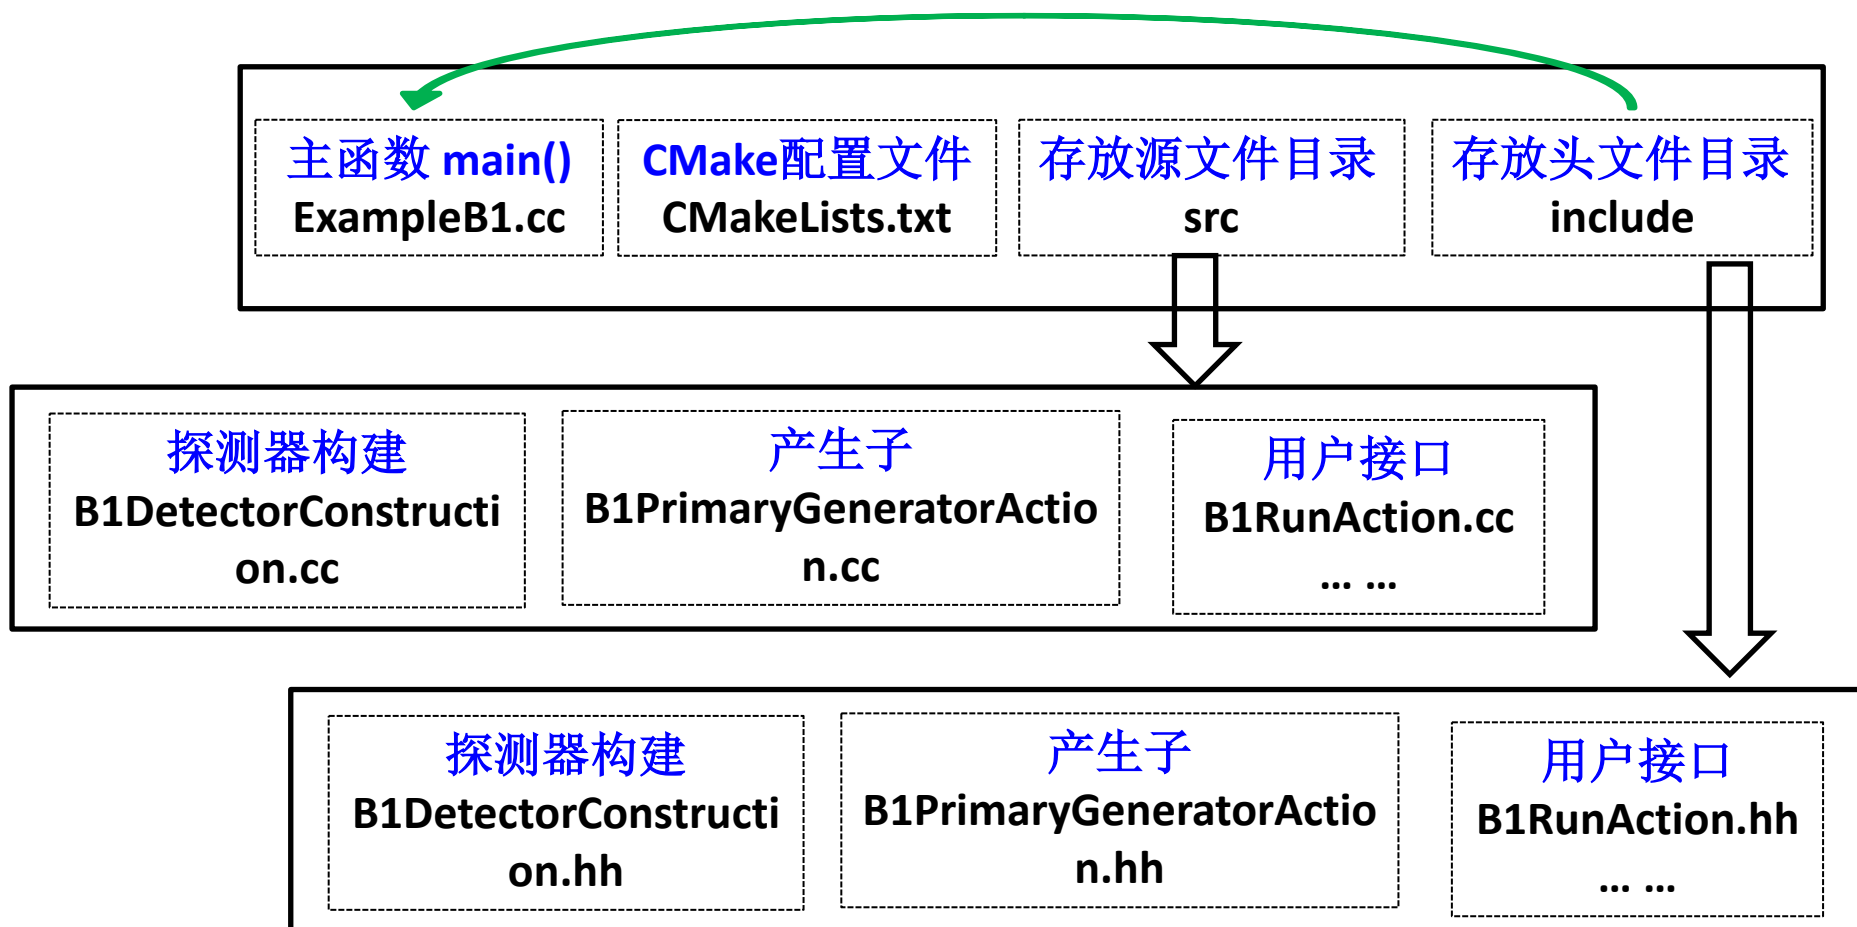 主函数 main()
ExampleB1.cc
CMake配置文件
CMakeLists.txt
存放源文件目录
src
存放头文件目录
include
探测器构建
B1DetectorConstructi
on.cc
产生子
B1PrimaryGeneratorActio
n.cc
用户接口
B1RunAction.cc
... ...
探测器构建
B1DetectorConstructi
on.hh
产生子
B1PrimaryGeneratorActio
n.hh
用户接口
B1RunAction.hh
... ...